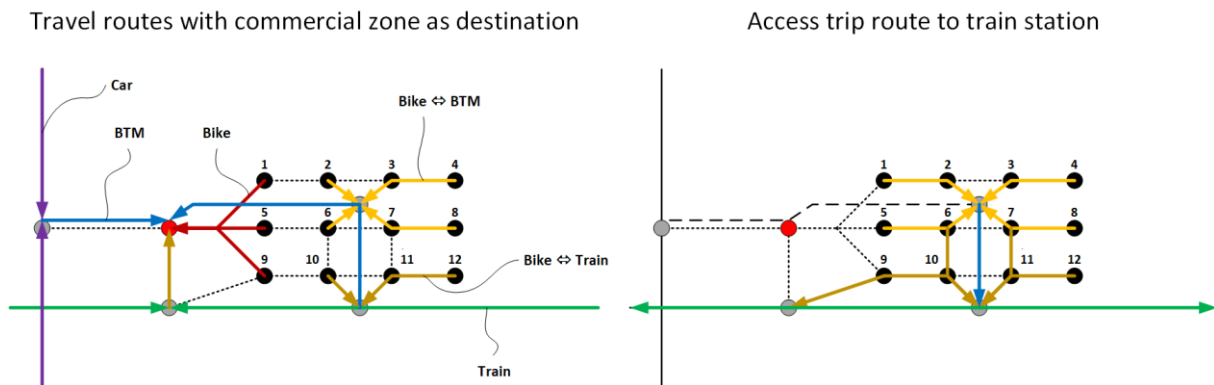 Travel routes with commercial zone as destination
Access trip route to train station
Car
Bike ⇔ BTM
BTM
Bike
1 2 3 4
1 2 3 4
5 6 7 8
5 6 7 8
9 10 11 12
9 10 11 12
Bike ⇔ Train
Train